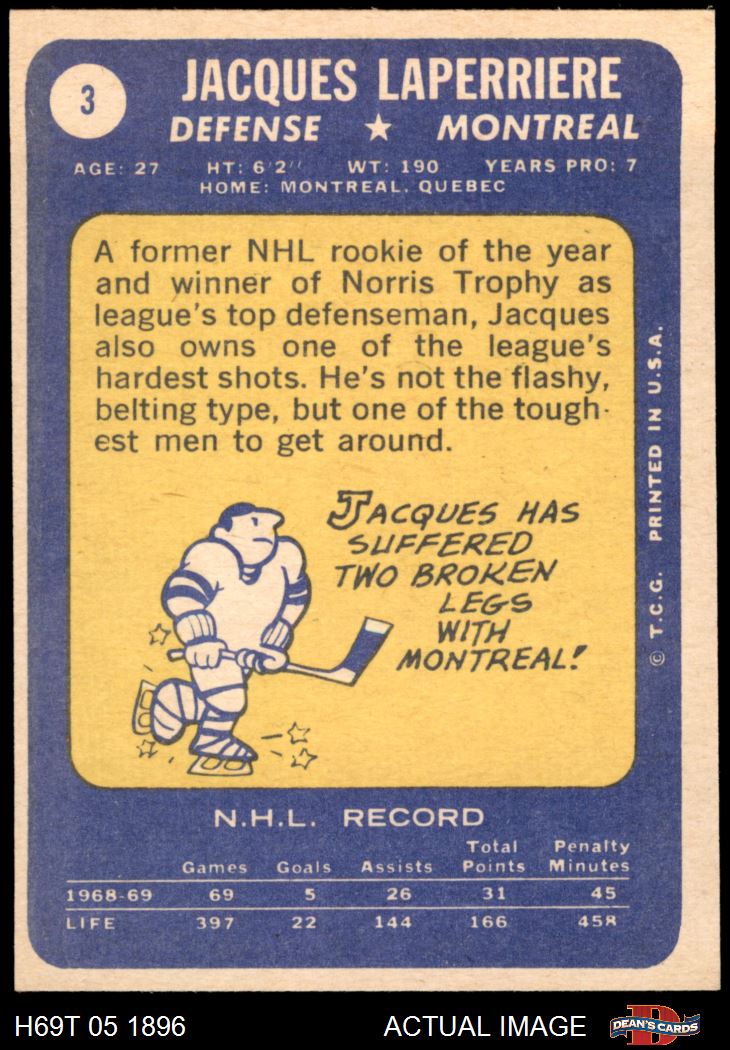 3
JACQUES LAPERRIERE
DEFENSE ★ MONTREAL
AGE: 27 HT: 6'2'' WT: 190 YEARS PRO: 7
HOME: MONTREAL, QUEBEC
A former NHL rookie of the year
and winner of Norris Trophy as
league's top defenseman, Jacques
also owns one of the league's
hardest shots. He's not the flashy,
belting type, but one of the tough-
est men to get around.
JACQUES HAS
SUFFERED
TWO BROKEN
LEGS
WITH
MONTREAL!
© T.C.G. PRINTED IN U.S.A.
N.H.L. RECORD
Games Goals Assists Total Points Penalty Minutes
1968-69 69 5 26 31 45
LIFE 397 22 144 166 458
H69T 05 1896 ACTUAL IMAGE
D
DEAN'S CARDS